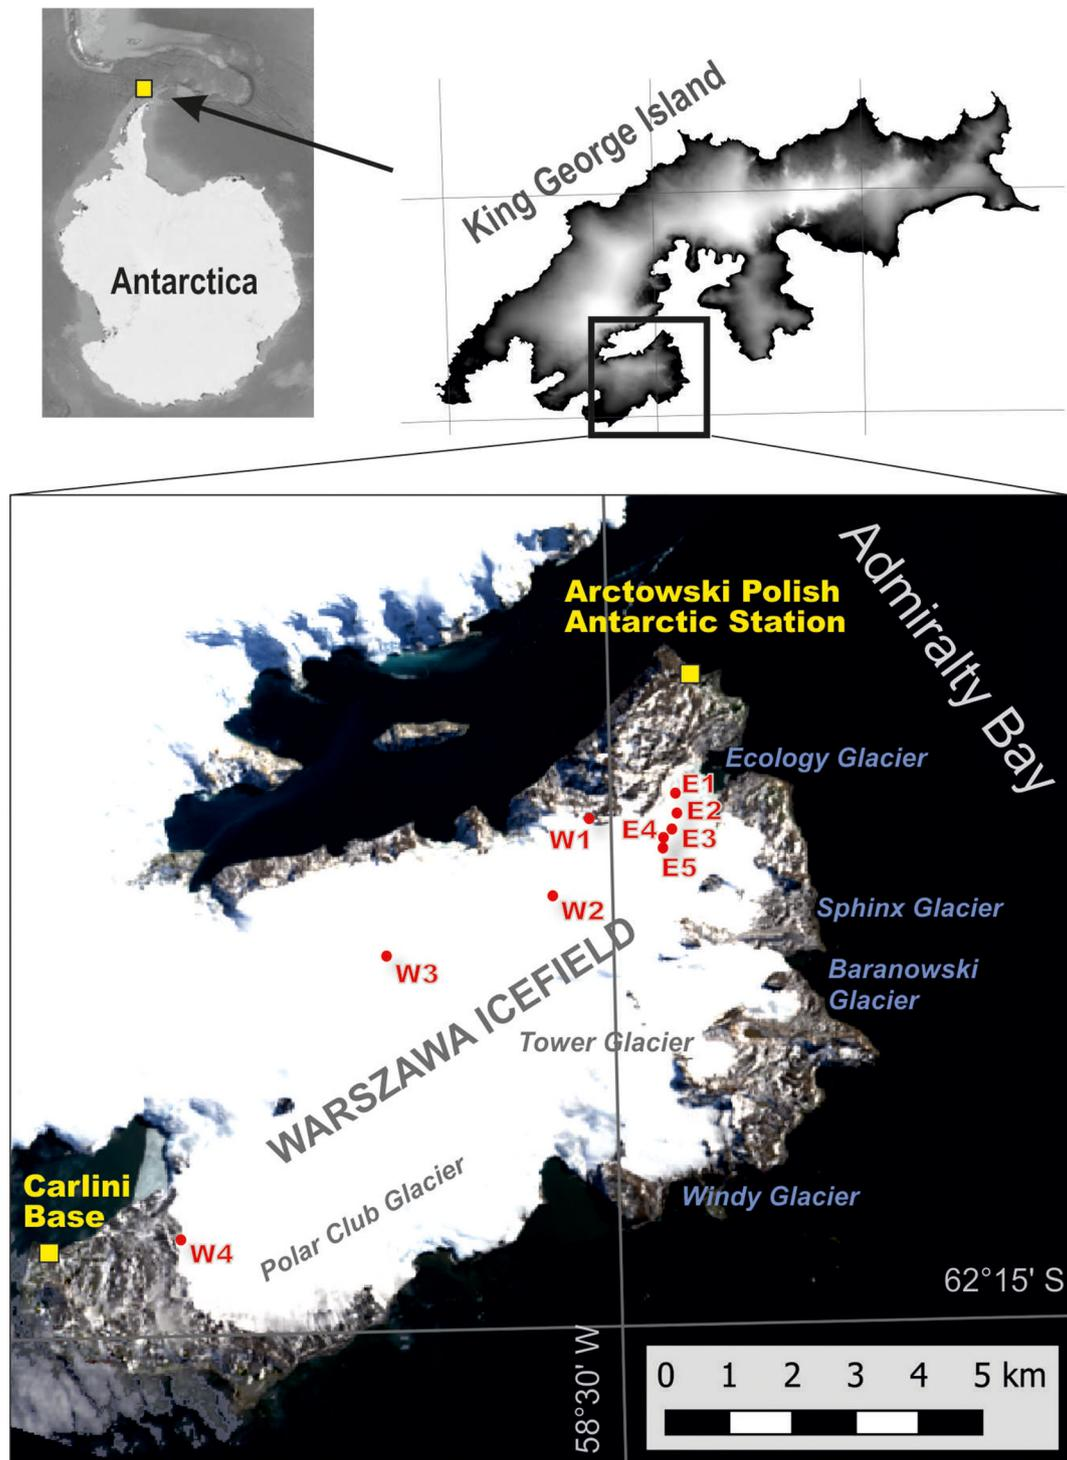 Antarctica
King George Island
Arctowski Polish
Antarctic Station
Admiralty Bay
Ecology Glacier
E1
E2
E4
E3
E5
W1
W2
W3
Sphinx Glacier
Baranowski
Glacier
WARSZAWA ICEFIELD
Tower Glacier
Polar Club Glacier
Windy Glacier
Carlini
Base
W4
62°15' S
58°30' W
0 1 2 3 4 5 km